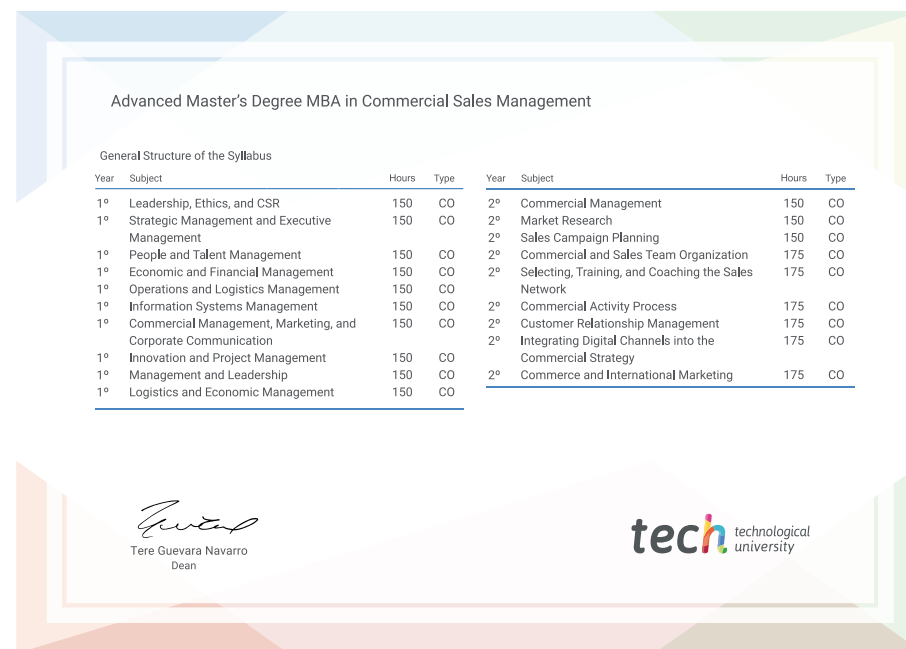 Advanced Master's Degree MBA in Commercial Sales Management
General Structure of the Syllabus
Year Subject Hours Type
1º Leadership, Ethics, and CSR 150 CO
1º Strategic Management and Executive 150 CO
Management
1º People and Talent Management 150 CO
1º Economic and Financial Management 150 CO
1º Operations and Logistics Management 150 CO
1º Information Systems Management 150 CO
1º Commercial Management, Marketing, and 150 CO
Corporate Communication
1º Innovation and Project Management 150 CO
1º Management and Leadership 150 CO
1º Logistics and Economic Management 150 CO
Year Subject Hours Type
2º Commercial Management 150 CO
2º Market Research 150 CO
2º Sales Campaign Planning 150 CO
2º Commercial and Sales Team Organization 175 CO
2º Selecting, Training, and Coaching the Sales 175 CO
Network
2º Commercial Activity Process 175 CO
2º Customer Relationship Management 175 CO
2º Integrating Digital Channels into the 175 CO
Commercial Strategy
2º Commerce and International Marketing 175 CO
Tere Guevara Navarro
Dean
tech technological
university